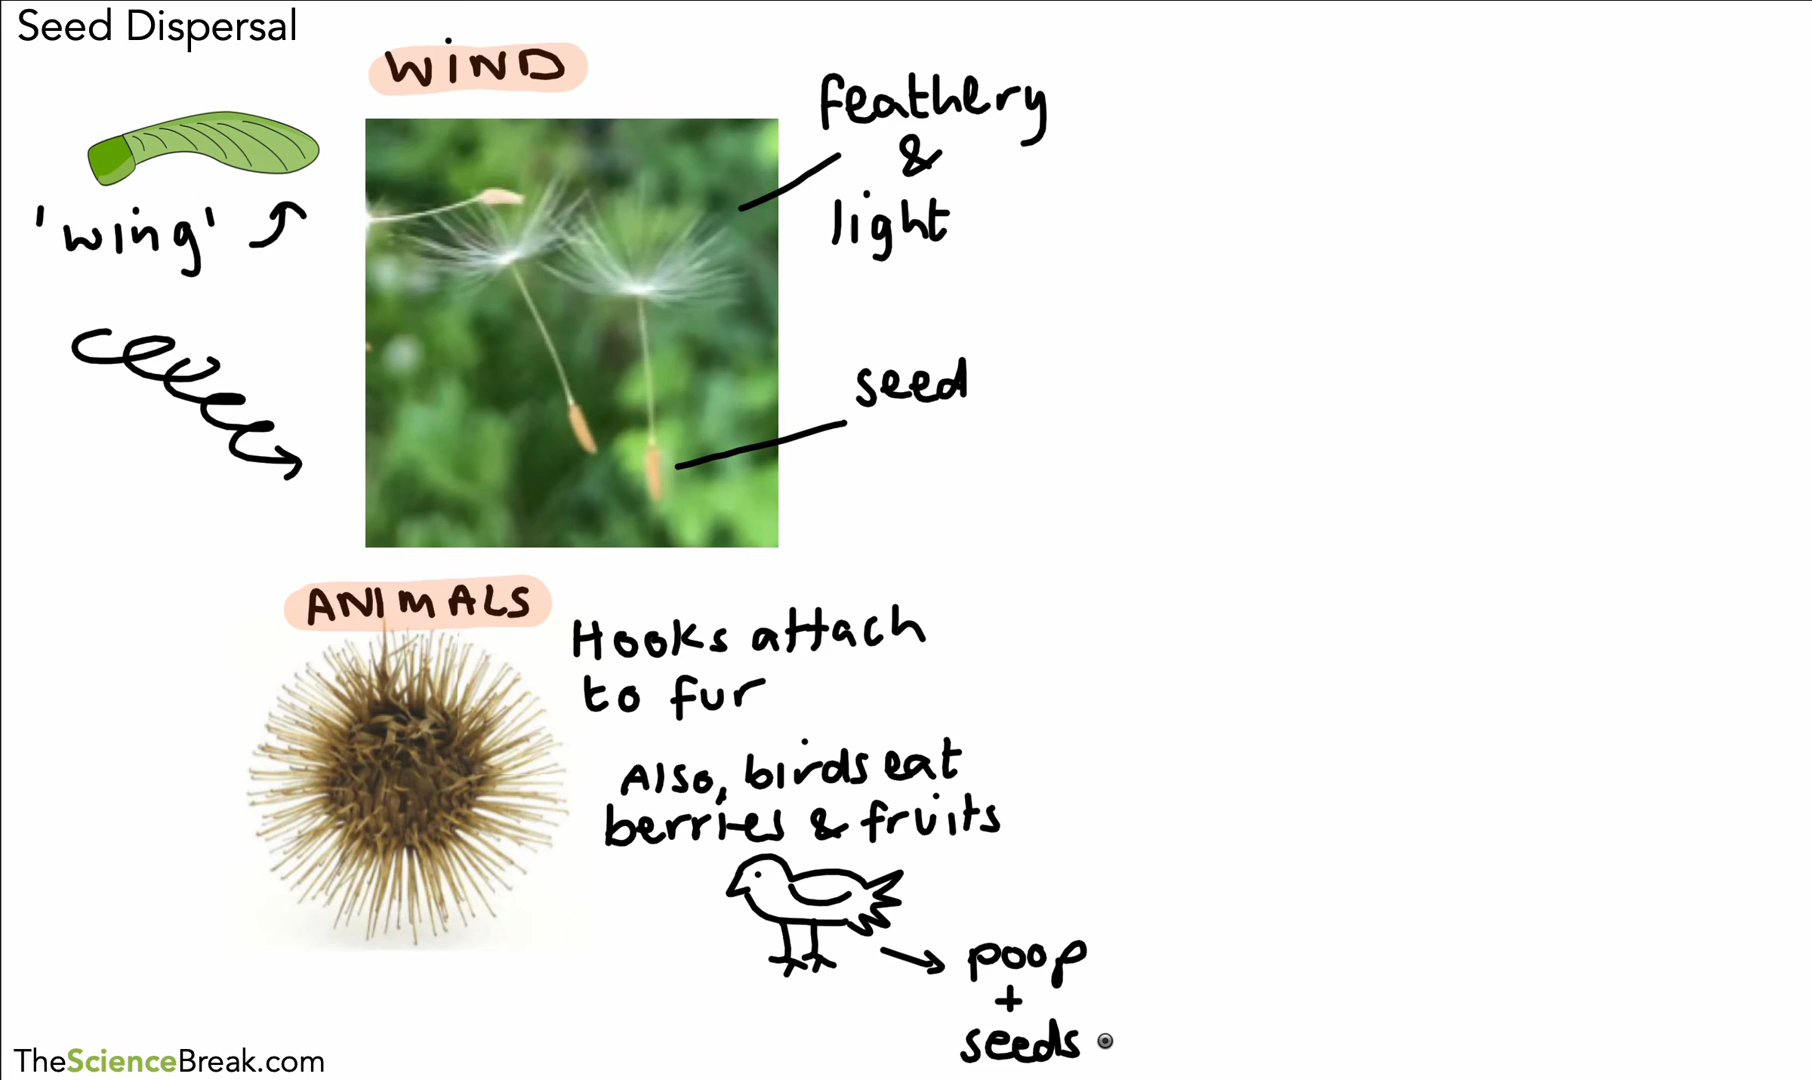 Seed Dispersal
WIND
'wing'
feathery
&
light
seed
ANIMALS
Hooks attach
to fur
Also, birds eat
berries & fruits
poop
+
seeds
TheScienceBreak.com